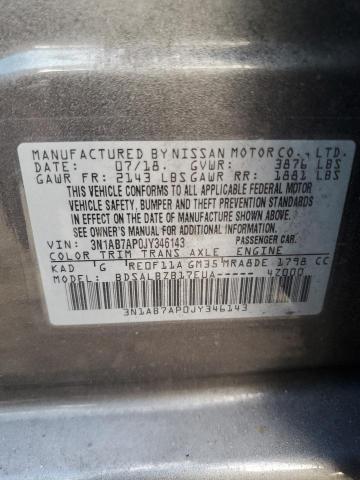 MANUFACTURED BY NISSAN MOTOR CO., LTD.
DATE: 07/18. GVWR: 3876 LBS
GAWR FR: 2143 LBS GAWR RR: 1881 LBS
THIS VEHICLE CONFORMS TO ALL APPLICABLE FEDERAL MOTOR
VEHICLE SAFETY, BUMPER AND THEFT PREVENTION STANDARDS
IN EFFECT ON THE DATE OF MANUFACTURE SHOWN ABOVE.
SEE OWNER'S MANUAL FOR ADDITIONAL INFORMATION.
VIN: 3N1AB7AP0JY346143 PASSENGER CAR.
COLOR TRIM TRANS AXLE ENGINE
KAD G RE0F11A GM35 MRA8DE 1798 CC
MODEL: BDSALBZB17EUA----- 4Z000
3N1AB7AP0JY346143